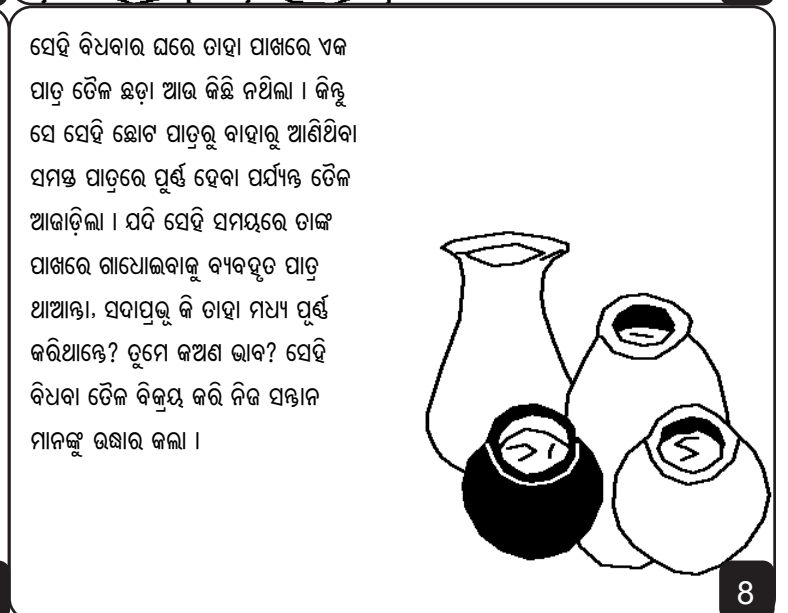 ସେହି ବିଧବାର ଘରେ ତାହା ପାଖରେ ଏକ
ପାତ୍ର ତୈଳ ଛଡ଼ା ଆଉ କିଛି ନଥିଲା । କିନ୍ତୁ
ସେ ସେହି ଛୋଟ ପାତ୍ରରୁ ବାହାରୁ ଆଣିଥିବା
ସମସ୍ତ ପାତ୍ରରେ ପୁର୍ଣ୍ଣ ହେବା ପର୍ଯ୍ୟନ୍ତ ତୈଳ
ଆଜାଡ଼ିଲା । ଯଦି ସେହି ସମୟରେ ତାଙ୍କ
ପାଖରେ ଗାଧୋଇବାକୁ ବ୍ୟବହୃତ ପାତ୍ର
ଥାଆନ୍ତା, ସଦାପ୍ରଭୁ କି ତାହା ମଧ୍ୟ ପୂର୍ଣ୍ଣ
କରିଥାନ୍ତେ? ତୁମେ କଅଣ ଭାବ? ସେହି
ବିଧବା ତୈଳ ବିକ୍ରୟ କରି ନିଜ ସନ୍ତାନ
ମାନଙ୍କୁ ଉଦ୍ଧାର କଲା ।
8